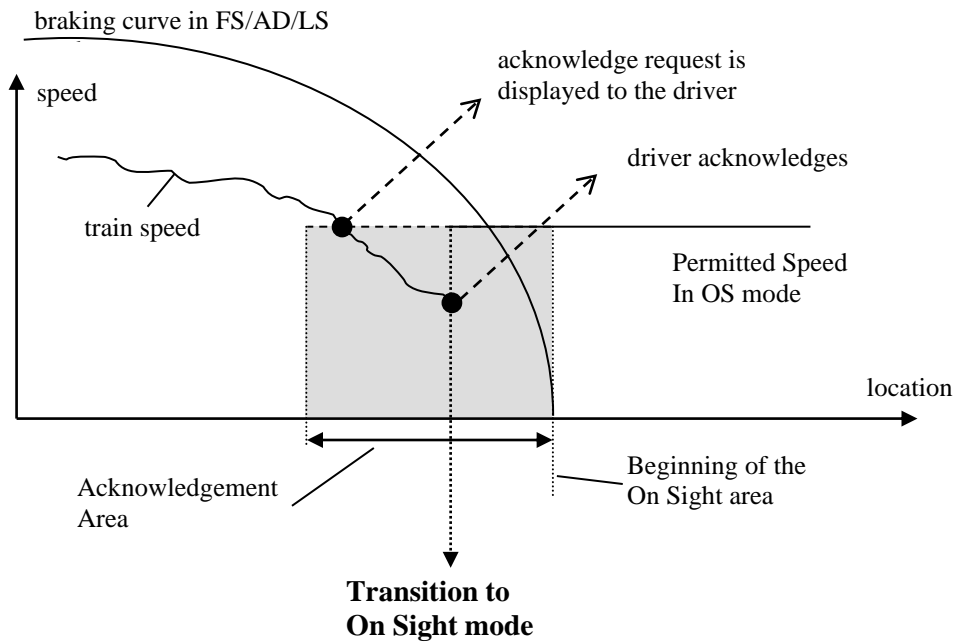 braking curve in FS/AD/LS
acknowledge request is
displayed to the driver
speed
driver acknowledges
train speed
Permitted Speed
In OS mode
location
Acknowledgement
Area
Beginning of the
On Sight area
Transition to
On Sight mode